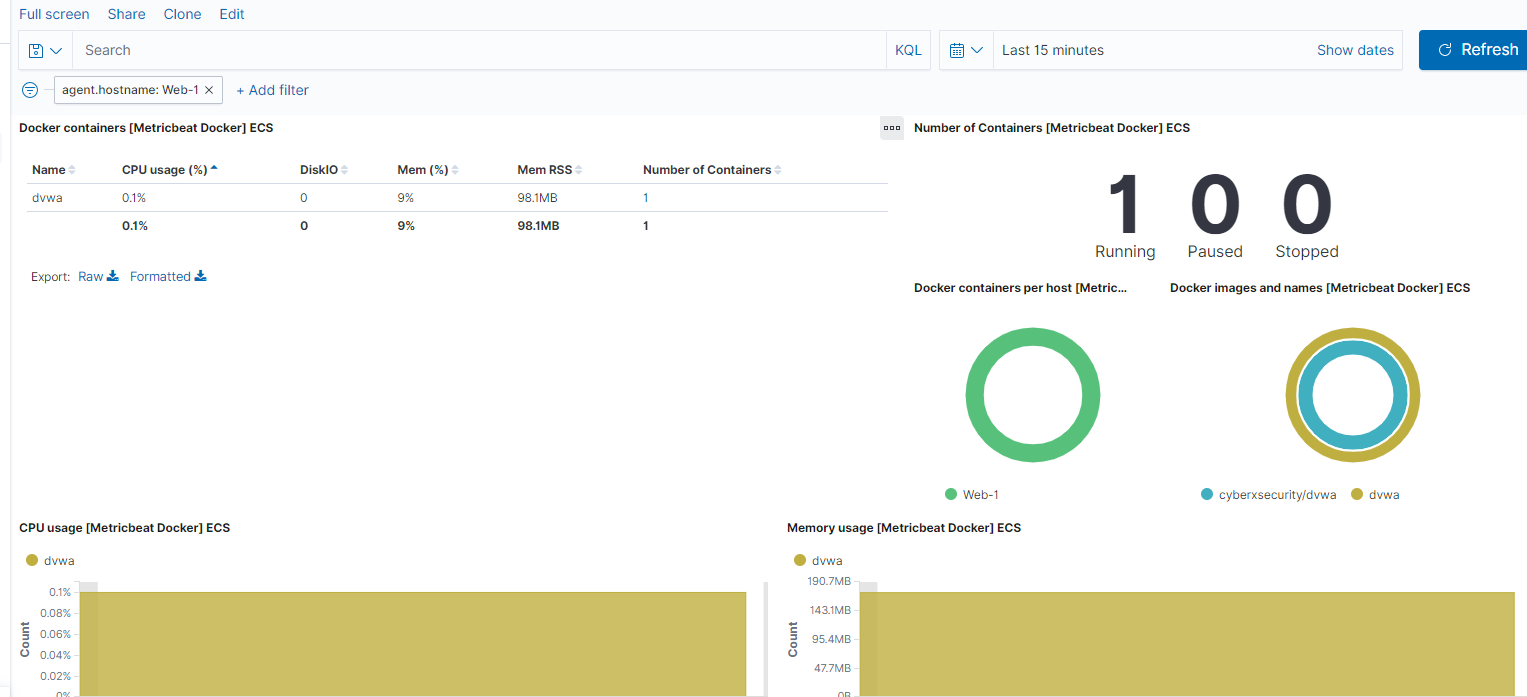 Full screen Share Clone Edit
Search KQL Last 15 minutes Show dates Refresh
agent.hostname: Web-1 × + Add filter
Docker containers [Metricbeat Docker] ECS
Name CPU usage (%) DiskIO Mem (%) Mem RSS Number of Containers
dvwa 0.1% 0 9% 98.1MB 1
0.1% 0 9% 98.1MB 1
Export: Raw Formatted
Number of Containers [Metricbeat Docker] ECS
1 0 0
Running Paused Stopped
Docker containers per host [Metric...
Web-1
Docker images and names [Metricbeat Docker] ECS
cyberxsecurity/dvwa dvwa
CPU usage [Metricbeat Docker] ECS
dvwa
0.1%
0.08%
0.06%
0.04%
0.02%
0%
Count
Memory usage [Metricbeat Docker] ECS
dvwa
190.7MB
143.1MB
95.4MB
47.7MB
0B
Count